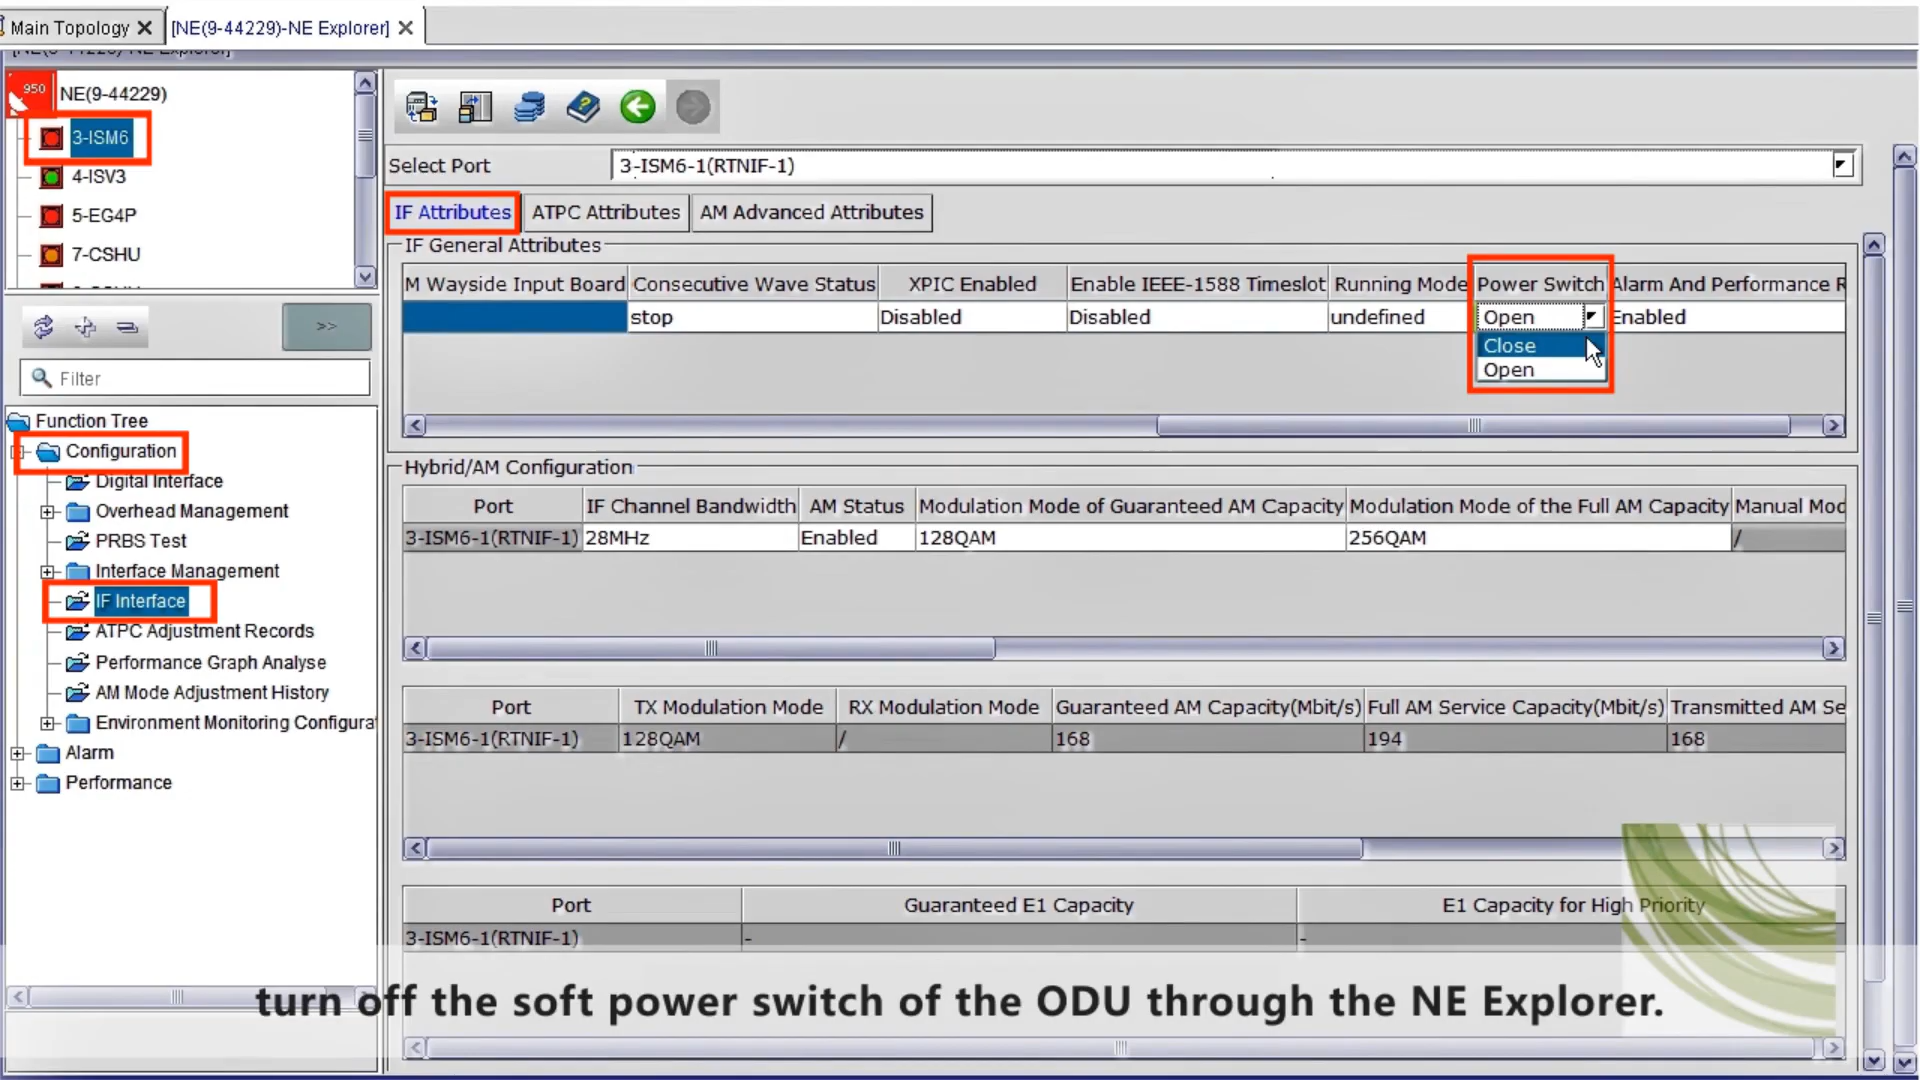 Main Topology
[NE(9-44229)-NE Explorer]
950
NE(9-44229)
3-ISM6
4-ISV3
5-EG4P
7-CSHU
>>
Filter
Function Tree
Configuration
Digital Interface
Overhead Management
PRBS Test
Interface Management
IF Interface
ATPC Adjustment Records
Performance Graph Analyse
AM Mode Adjustment History
Environment Monitoring Configurat
Alarm
Performance
Select Port 3-ISM6-1(RTNIF-1)
IF Attributes ATPC Attributes AM Advanced Attributes
IF General Attributes
M Wayside Input Board Consecutive Wave Status XPIC Enabled Enable IEEE-1588 Timeslot Running Mode Power Switch Alarm And Performance R
stop Disabled Disabled undefined Open Enabled
Close
Open
Hybrid/AM Configuration
Port IF Channel Bandwidth AM Status Modulation Mode of Guaranteed AM Capacity Modulation Mode of the Full AM Capacity Manual Mod
3-ISM6-1(RTNIF-1) 28MHz Enabled 128QAM 256QAM /
Port TX Modulation Mode RX Modulation Mode Guaranteed AM Capacity(Mbit/s) Full AM Service Capacity(Mbit/s) Transmitted AM Se
3-ISM6-1(RTNIF-1) 128QAM / 168 194 168
Port Guaranteed E1 Capacity E1 Capacity for High Priority
3-ISM6-1(RTNIF-1) - -
turn off the soft power switch of the ODU through the NE Explorer.